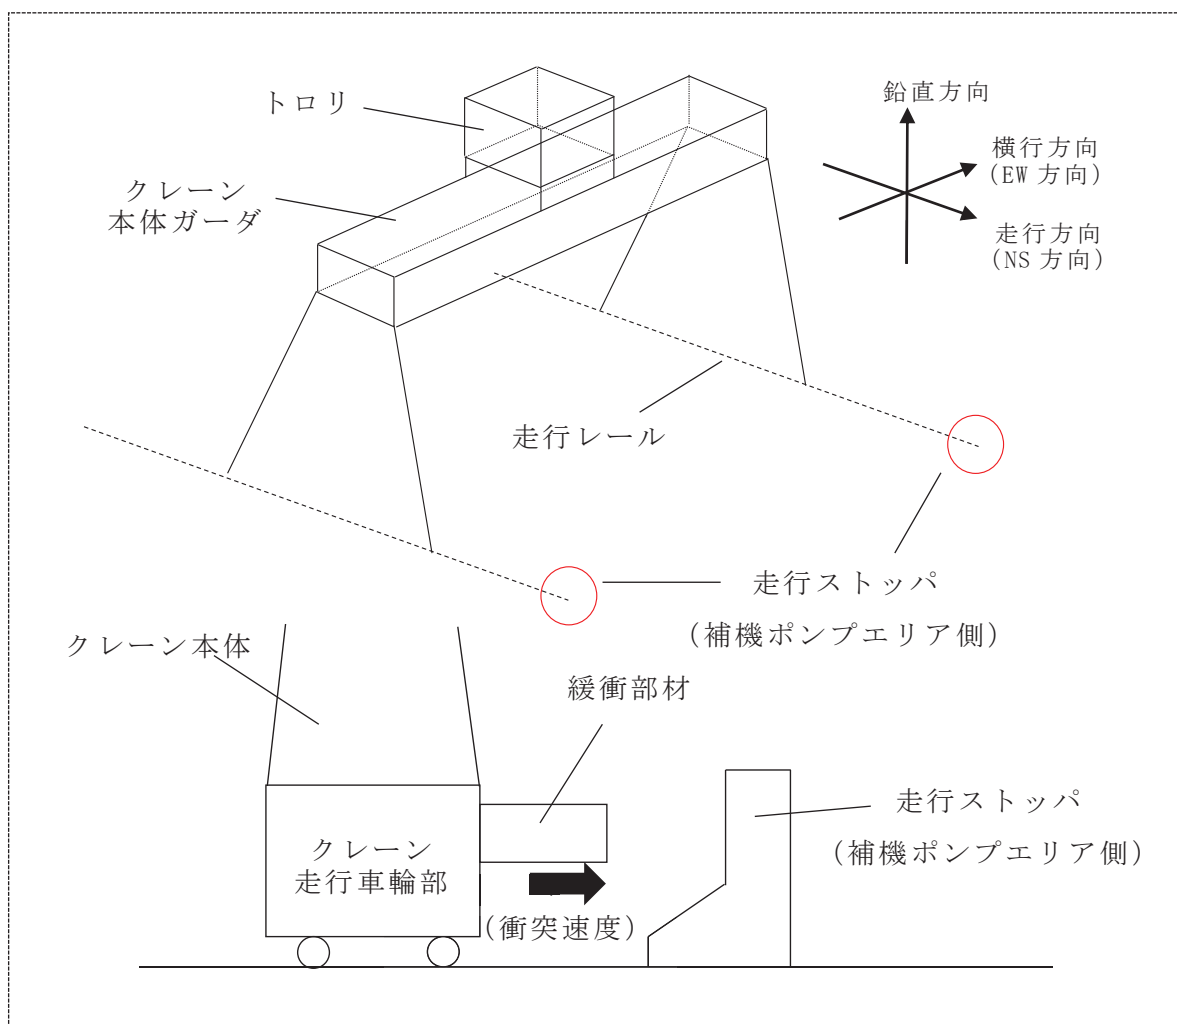 トロリ
鉛直方向
横行方向
(EW 方向)
クレーン
本体ガーダ
走行方向
(NS 方向)
走行レール
走行ストッパ
(補機ポンプエリア側)
クレーン本体
緩衝部材
走行ストッパ
(補機ポンプエリア側)
クレーン
走行車輪部
(衝突速度)